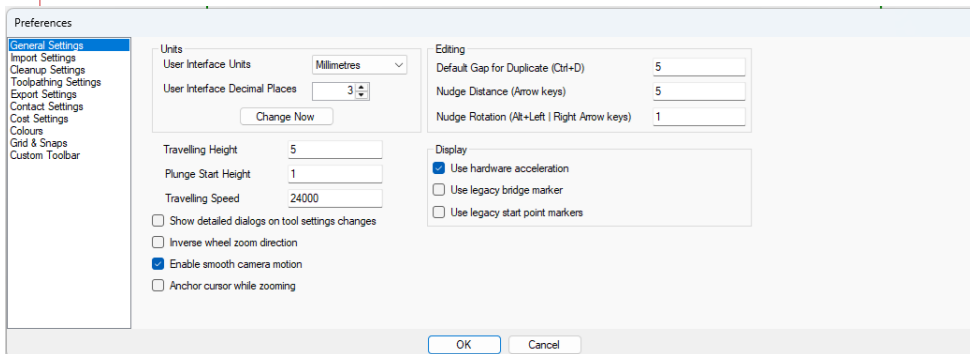 Preferences
General Settings
Import Settings
Cleanup Settings
Toolpathing Settings
Export Settings
Contact Settings
Cost Settings
Colours
Grid & Snaps
Custom Toolbar
Units
User Interface Units Millimetres
User Interface Decimal Places 3
Change Now
Travelling Height 5
Plunge Start Height 1
Travelling Speed 24000
Show detailed dialogs on tool settings changes
Inverse wheel zoom direction
Enable smooth camera motion
Anchor cursor while zooming
Editing
Default Gap for Duplicate (Ctrl+D) 5
Nudge Distance (Arrow keys) 5
Nudge Rotation (Alt+Left | Right Arrow keys) 1
Display
Use hardware acceleration
Use legacy bridge marker
Use legacy start point markers
OK Cancel